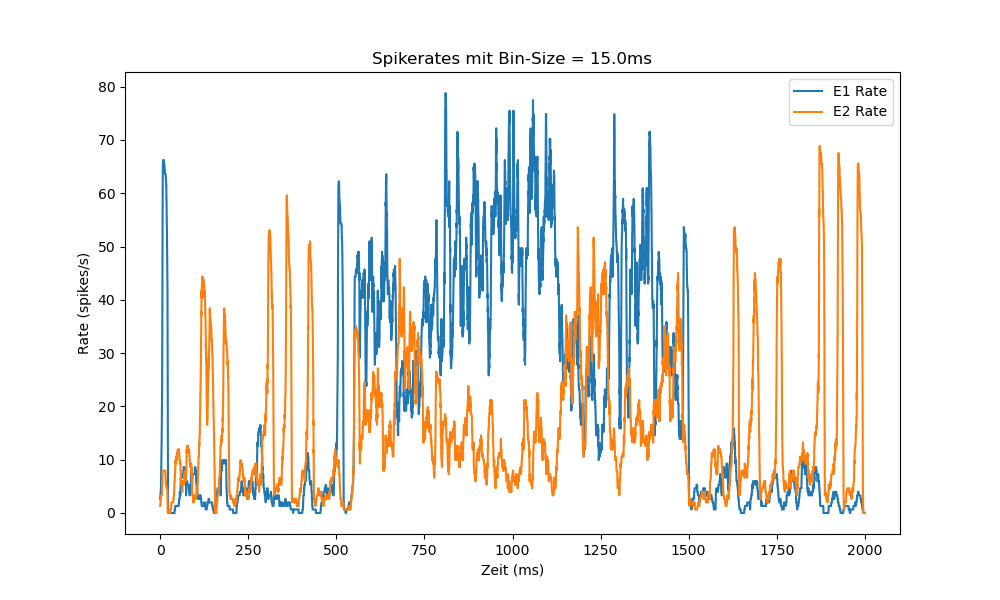 Spikerates mit Bin-Size = 15.0ms
E1 Rate
E2 Rate
Rate (spikes/s)
80
70
60
50
40
30
20
10
0
0 250 500 750 1000 1250 1500 1750 2000
Zeit (ms)